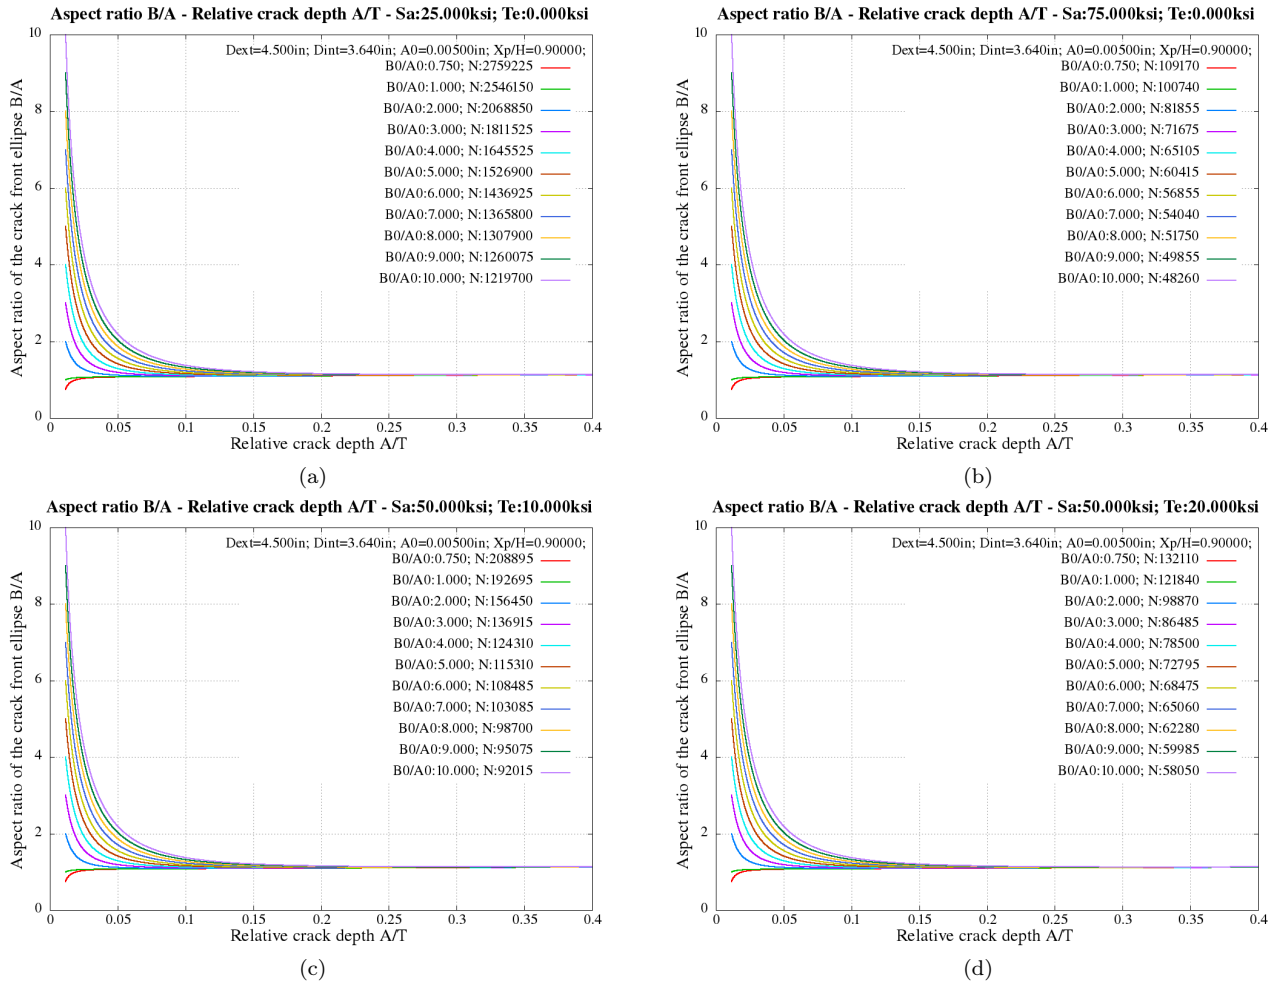 Aspect ratio B/A - Relative crack depth A/T - Sa:25.000ksi; Te:0.000ksi
Dext=4.500in; Dint=3.640in; A0=0.00500in; Xp/H=0.90000;
B0/A0:0.750; N:2759225
B0/A0:1.000; N:2546150
B0/A0:2.000; N:2068850
B0/A0:3.000; N:1811525
B0/A0:4.000; N:1645525
B0/A0:5.000; N:1526900
B0/A0:6.000; N:1436925
B0/A0:7.000; N:1365800
B0/A0:8.000; N:1307900
B0/A0:9.000; N:1260075
B0/A0:10.000; N:1219700
Aspect ratio of the crack front ellipse B/A
10
8
6
4
2
0
0 0.05 0.1 0.15 0.2 0.25 0.3 0.35 0.4
Relative crack depth A/T
(a)
Aspect ratio B/A - Relative crack depth A/T - Sa:75.000ksi; Te:0.000ksi
Dext=4.500in; Dint=3.640in; A0=0.00500in; Xp/H=0.90000;
B0/A0:0.750; N:109170
B0/A0:1.000; N:100740
B0/A0:2.000; N:81855
B0/A0:3.000; N:71675
B0/A0:4.000; N:65105
B0/A0:5.000; N:60415
B0/A0:6.000; N:56855
B0/A0:7.000; N:54040
B0/A0:8.000; N:51750
B0/A0:9.000; N:49855
B0/A0:10.000; N:48260
Aspect ratio of the crack front ellipse B/A
10
8
6
4
2
0
0 0.05 0.1 0.15 0.2 0.25 0.3 0.35 0.4
Relative crack depth A/T
(b)
Aspect ratio B/A - Relative crack depth A/T - Sa:50.000ksi; Te:10.000ksi
Dext=4.500in; Dint=3.640in; A0=0.00500in; Xp/H=0.90000;
B0/A0:0.750; N:208895
B0/A0:1.000; N:192695
B0/A0:2.000; N:156450
B0/A0:3.000; N:136915
B0/A0:4.000; N:124310
B0/A0:5.000; N:115310
B0/A0:6.000; N:108485
B0/A0:7.000; N:103085
B0/A0:8.000; N:98700
B0/A0:9.000; N:95075
B0/A0:10.000; N:92015
Aspect ratio of the crack front ellipse B/A
10
8
6
4
2
0
0 0.05 0.1 0.15 0.2 0.25 0.3 0.35 0.4
Relative crack depth A/T
(c)
Aspect ratio B/A - Relative crack depth A/T - Sa:50.000ksi; Te:20.000ksi
Dext=4.500in; Dint=3.640in; A0=0.00500in; Xp/H=0.90000;
B0/A0:0.750; N:132110
B0/A0:1.000; N:121840
B0/A0:2.000; N:98870
B0/A0:3.000; N:86485
B0/A0:4.000; N:78500
B0/A0:5.000; N:72795
B0/A0:6.000; N:68475
B0/A0:7.000; N:65060
B0/A0:8.000; N:62280
B0/A0:9.000; N:59985
B0/A0:10.000; N:58050
Aspect ratio of the crack front ellipse B/A
10
8
6
4
2
0
0 0.05 0.1 0.15 0.2 0.25 0.3 0.35 0.4
Relative crack depth A/T
(d)